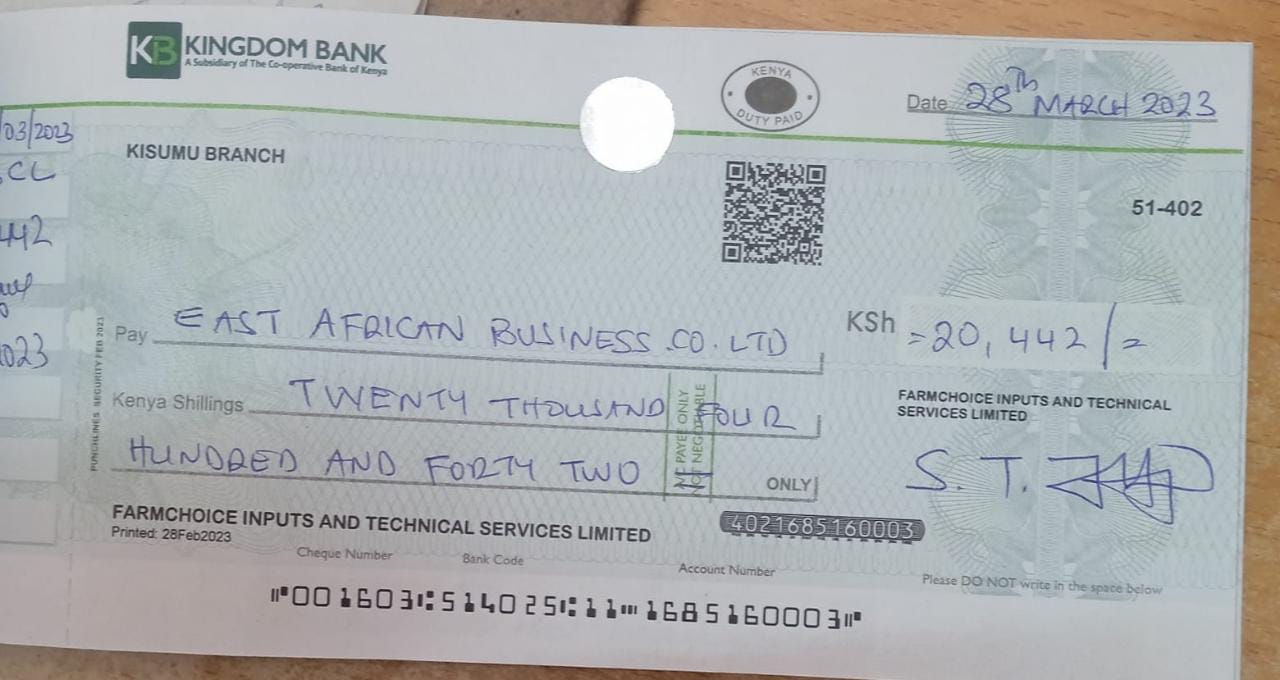 KB KINGDOM BANK
A Subsidiary of The Co-operative Bank of Kenya
KENYA
DUTY PAID
Date 28TH MARCH 2023
/03/2023
KISUMU BRANCH
CL
51-402
442
Pay EAST AFRICAN BUSINESS CO. LTD
KSh =20,442/=
023
Kenya Shillings TWENTY THOUSAND FOUR
HUNDRED AND FORTY TWO ONLY
PAYEE ONLY
NOT NEGOTIABLE
FARMCHOICE INPUTS AND TECHNICAL
SERVICES LIMITED
S. T.
PUNCHLINES SECURITY FEB 2023
FARMCHOICE INPUTS AND TECHNICAL SERVICES LIMITED
4021685160003
Printed: 28Feb2023
Cheque Number Bank Code Account Number
Please DO NOT write in the space below
⑈001603⑆514025⑆11⑉1685160003⑈